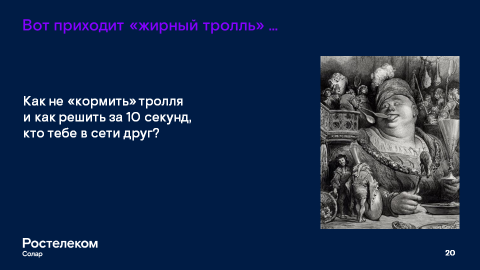 Вот приходит «жирный тролль» ...
Как не «кормить» тролля
и как решить за 10 секунд,
кто тебе в сети друг?
Ростелеком
Солар
20